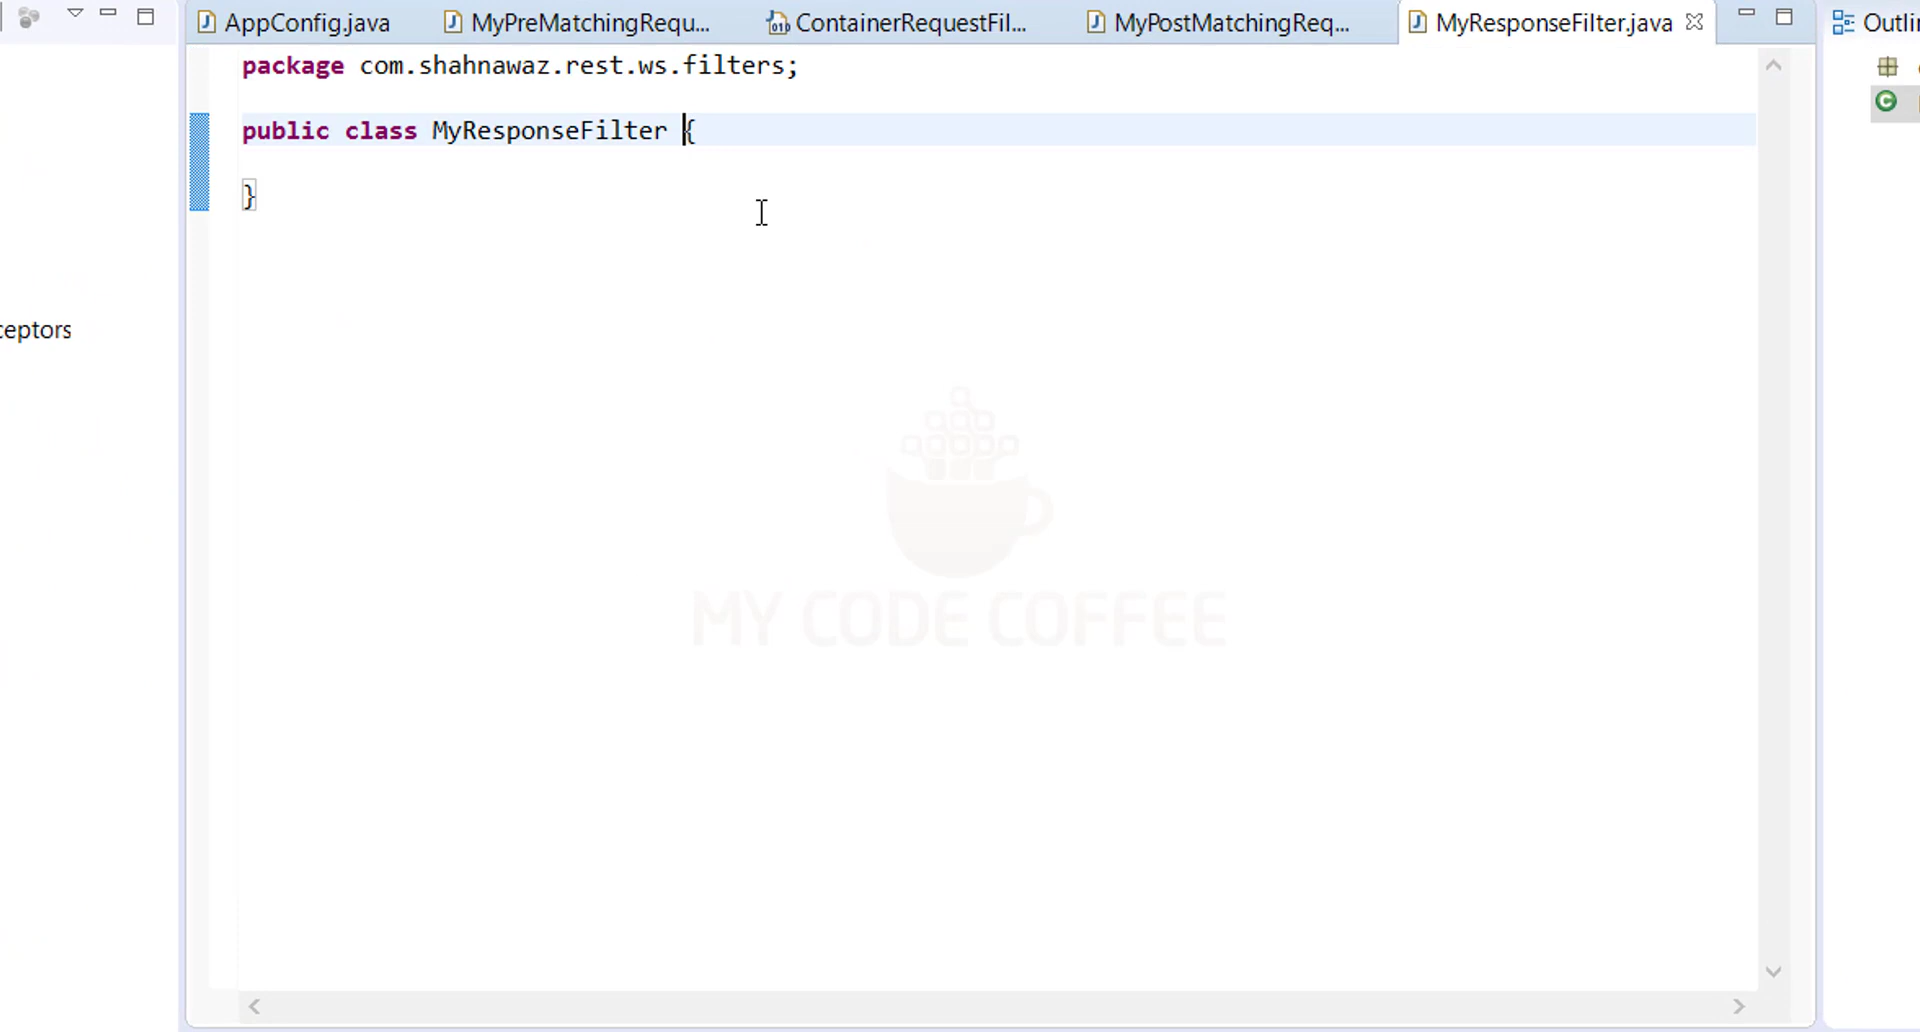 AppConfig.java MyPreMatchingRequ... ContainerRequestFil... MyPostMatchingReq... MyResponseFilter.java Outlin
package com.shahnawaz.rest.ws.filters;
public class MyResponseFilter {
}
ceptors
MY CODE COFFEE